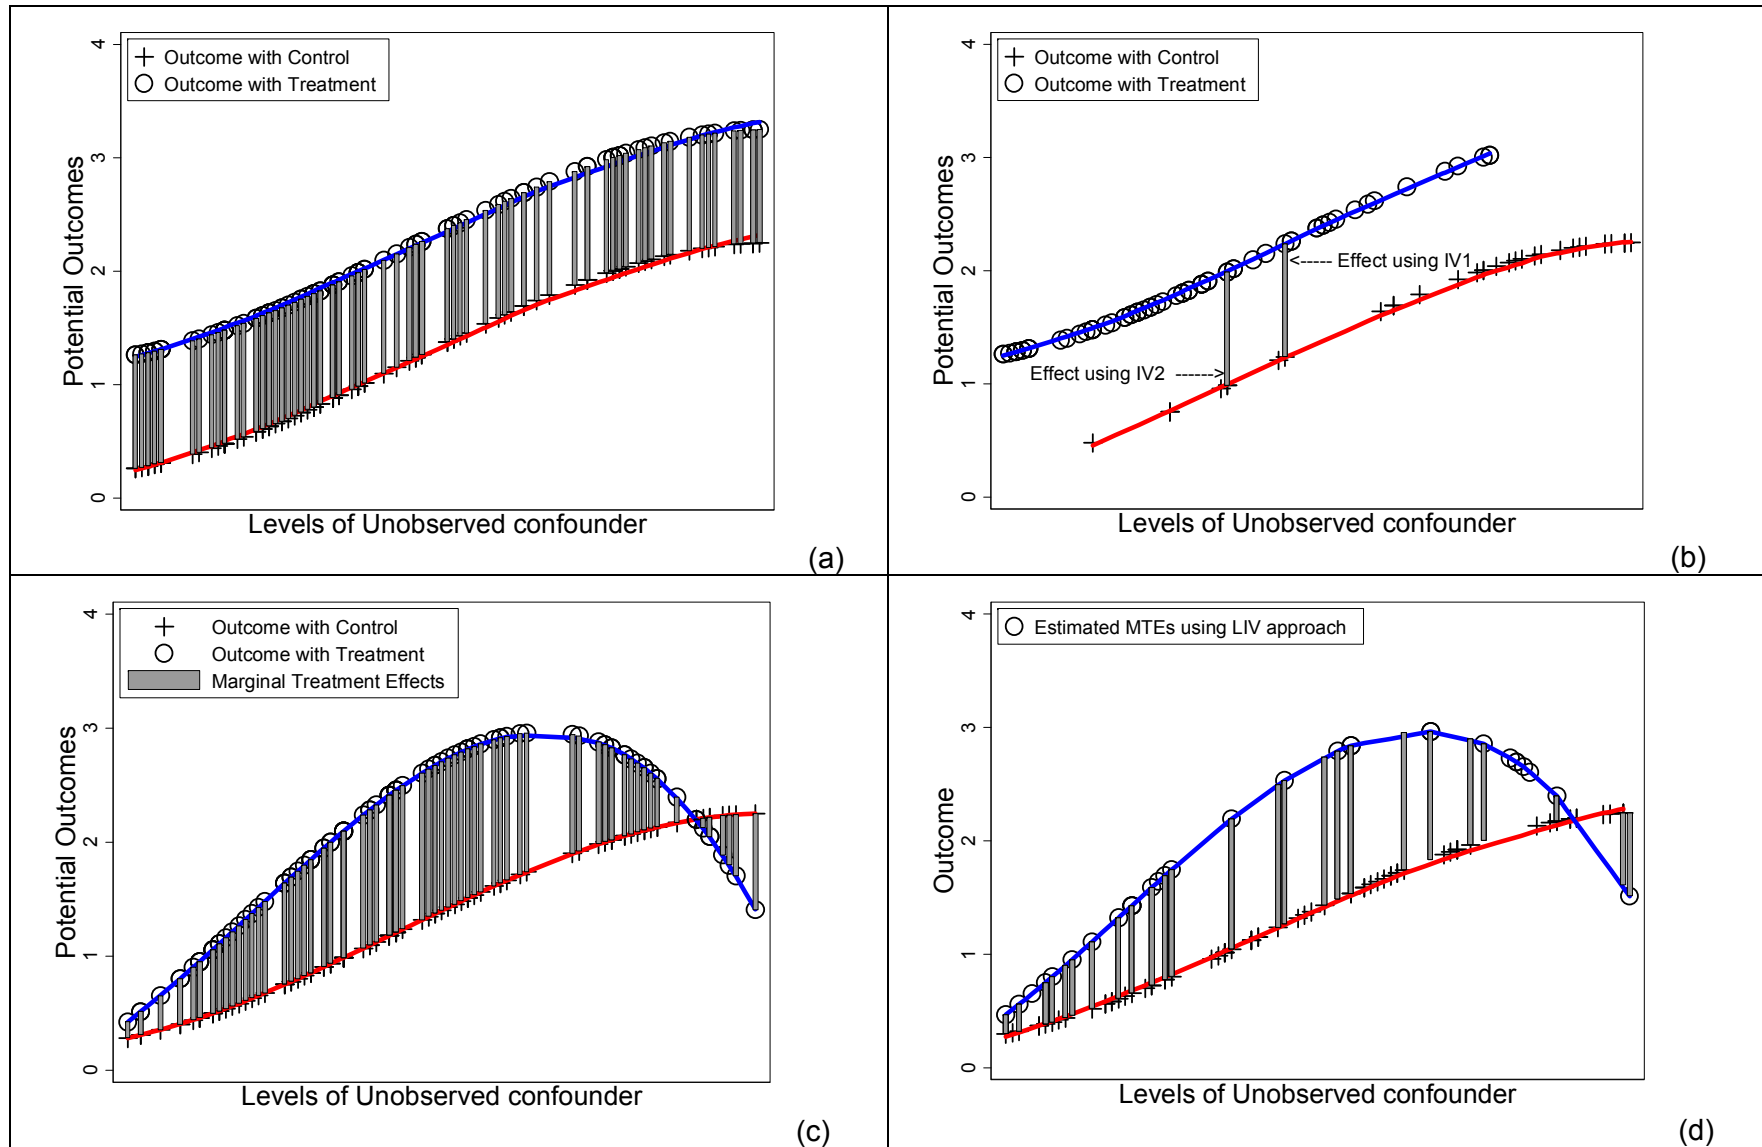 4
3
2
1
0
Potential Outcomes
Outcome with Control
Outcome with Treatment
Levels of Unobserved confounder
(a)
4
3
2
1
0
Potential Outcomes
Outcome with Control
Outcome with Treatment
<----- Effect using IV1
Effect using IV2 ------>
Levels of Unobserved confounder
(b)
4
3
2
1
0
Potential Outcomes
Outcome with Control
Outcome with Treatment
Marginal Treatment Effects
Levels of Unobserved confounder
(c)
4
3
2
1
0
Outcome
Estimated MTEs using LIV approach
Levels of Unobserved confounder
(d)